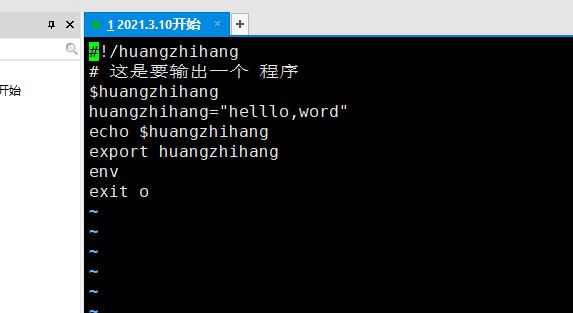 1 2021.3.10开始
开始
#!/huangzhihang
# 这是要输出一个 程序
$huangzhihang
huangzhihang="helllo,word"
echo $huangzhihang
export huangzhihang
env
exit o
~
~
~
~
~
~